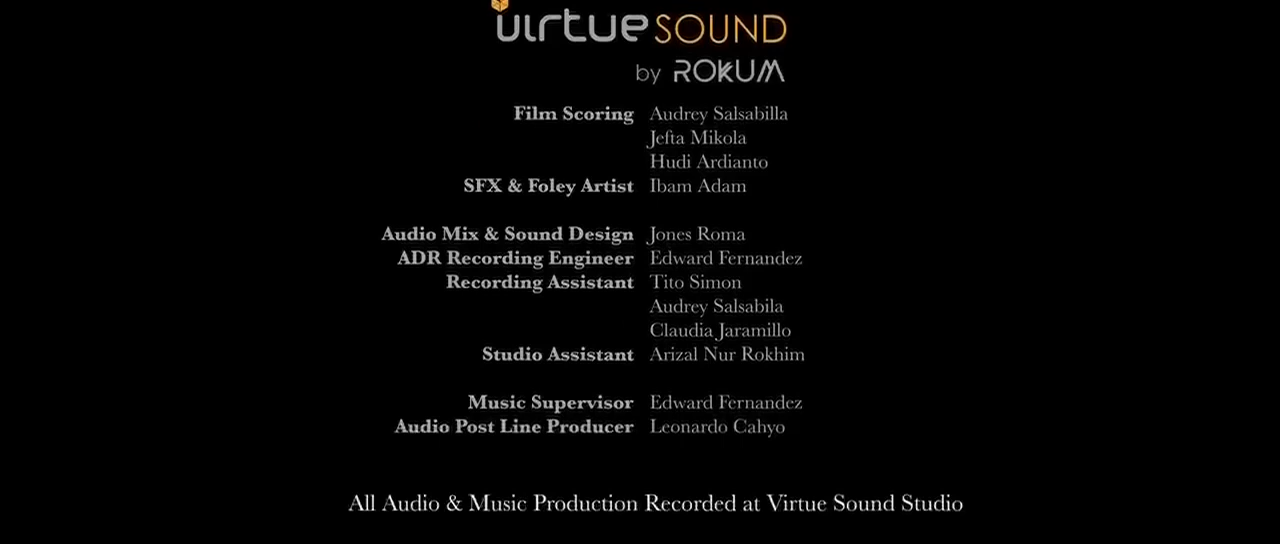 virtue SOUND
by ROKUM
Film Scoring Audrey Salsabilla
Jefta Mikola
Hudi Ardianto
SFX & Foley Artist Ibam Adam
Audio Mix & Sound Design Jones Roma
ADR Recording Engineer Edward Fernandez
Recording Assistant Tito Simon
Audrey Salsabila
Claudia Jaramillo
Studio Assistant Arizal Nur Rokhim
Music Supervisor Edward Fernandez
Audio Post Line Producer Leonardo Cahyo
All Audio & Music Production Recorded at Virtue Sound Studio